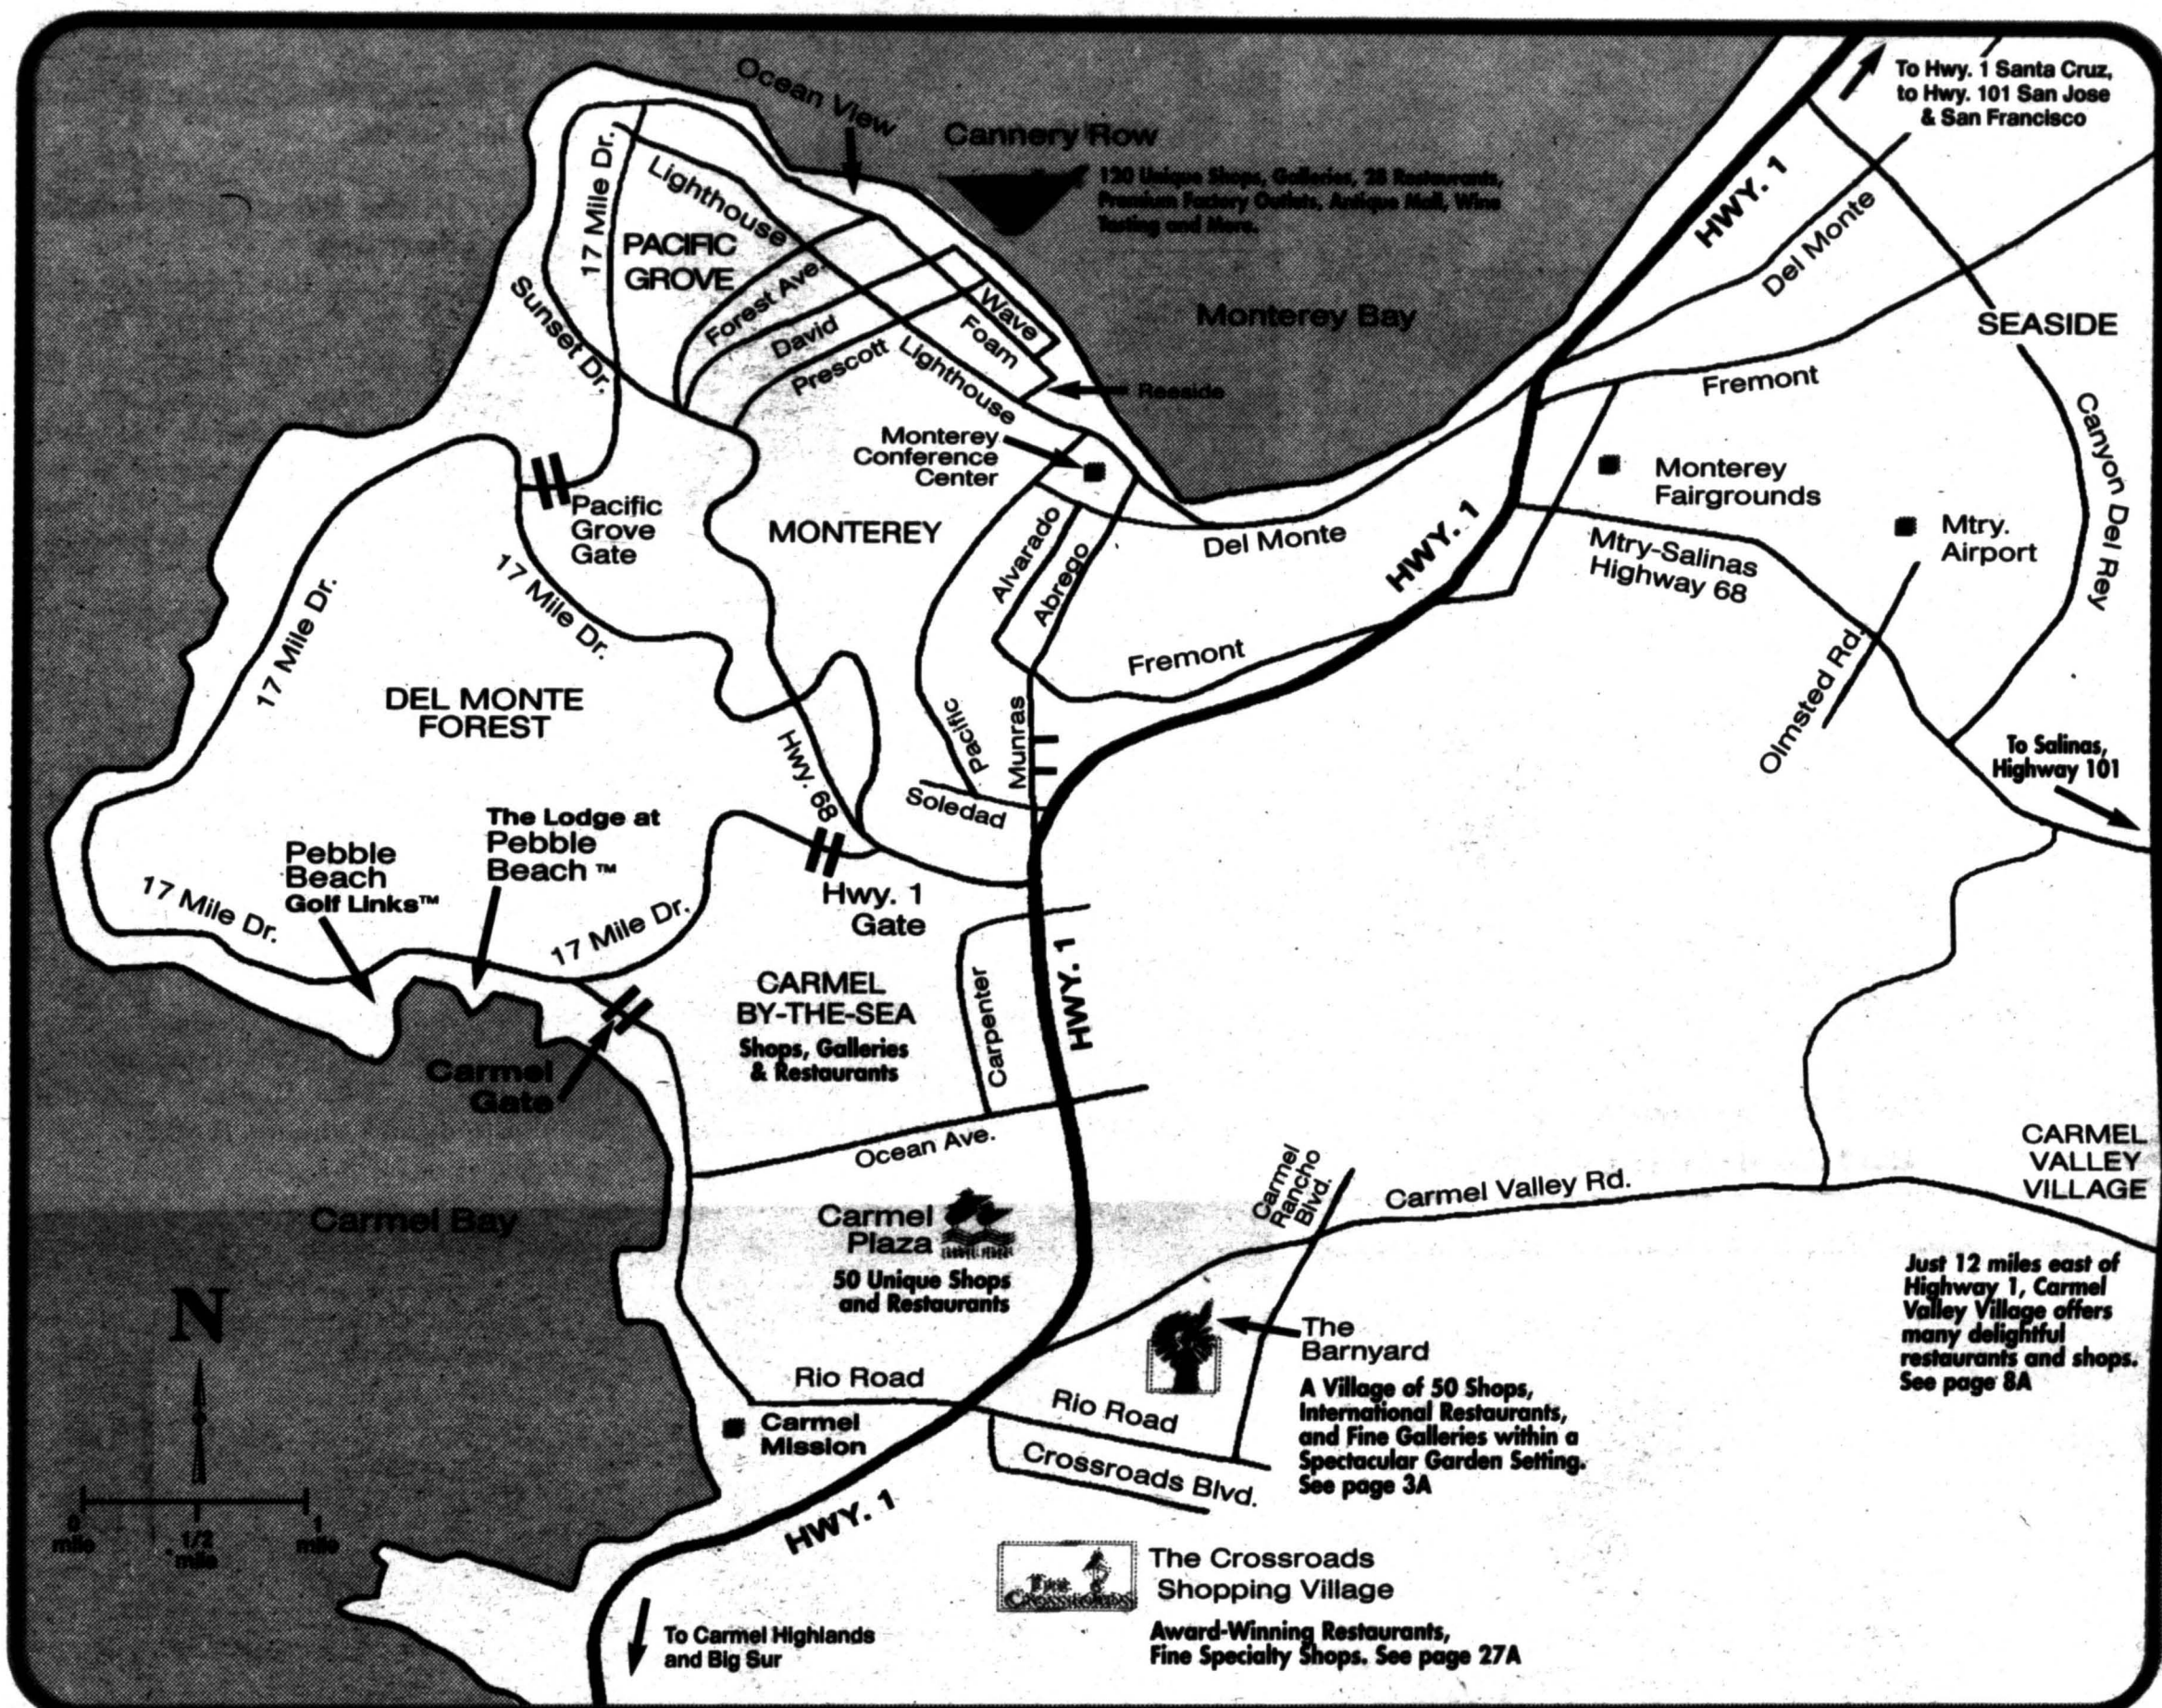 Ocean View
Cannery Row
120 Unique Shops, Galleries, 28 Restaurants,
Premium Factory Outlets, Antique Mall, Wine
Tasting and More.
To Hwy. 1 Santa Cruz,
to Hwy. 101 San Jose
& San Francisco
HWY. 1
Del Monte
17 Mile Dr.
Lighthouse
PACIFIC
GROVE
Sunset Dr.
Forest Ave.
David
Prescott
Lighthouse
Wave
Foam
Reeside
Monterey Bay
SEASIDE
Fremont
Canyon Del Rey
Monterey
Conference
Center
Monterey
Fairgrounds
Mtry.
Airport
Pacific
Grove
Gate
MONTEREY
Alvarado
Abrego
Del Monte
HWY. 1
Mtry-Salinas
Highway 68
17 Mile Dr.
17 Mile Dr.
Fremont
Olmsted Rd.
DEL MONTE
FOREST
Pacific
Munras
Hwy. 68
Soledad
To Salinas,
Highway 101
The Lodge at
Pebble
Beach ™
Pebble
Beach
Golf Links™
17 Mile Dr.
17 Mile Dr.
Hwy. 1
Gate
CARMEL
BY-THE-SEA
Shops, Galleries
& Restaurants
Carpenter
HWY. 1
Carmel
Gate
Ocean Ave.
Carmel
Rancho
Blvd.
Carmel Valley Rd.
CARMEL
VALLEY
VILLAGE
Carmel Bay
Carmel
Plaza
50 Unique Shops
and Restaurants
Just 12 miles east of
Highway 1, Carmel
Valley Village offers
many delightful
restaurants and shops.
See page 8A
N
The
Barnyard
A Village of 50 Shops,
International Restaurants,
and Fine Galleries within a
Spectacular Garden Setting.
See page 3A
Rio Road
Rio Road
Carmel
Mission
Crossroads Blvd.
HWY. 1
0
mile
1/2
mile
1
mile
The
Crossroads
The Crossroads
Shopping Village
Award-Winning Restaurants,
Fine Specialty Shops. See page 27A
To Carmel Highlands
and Big Sur